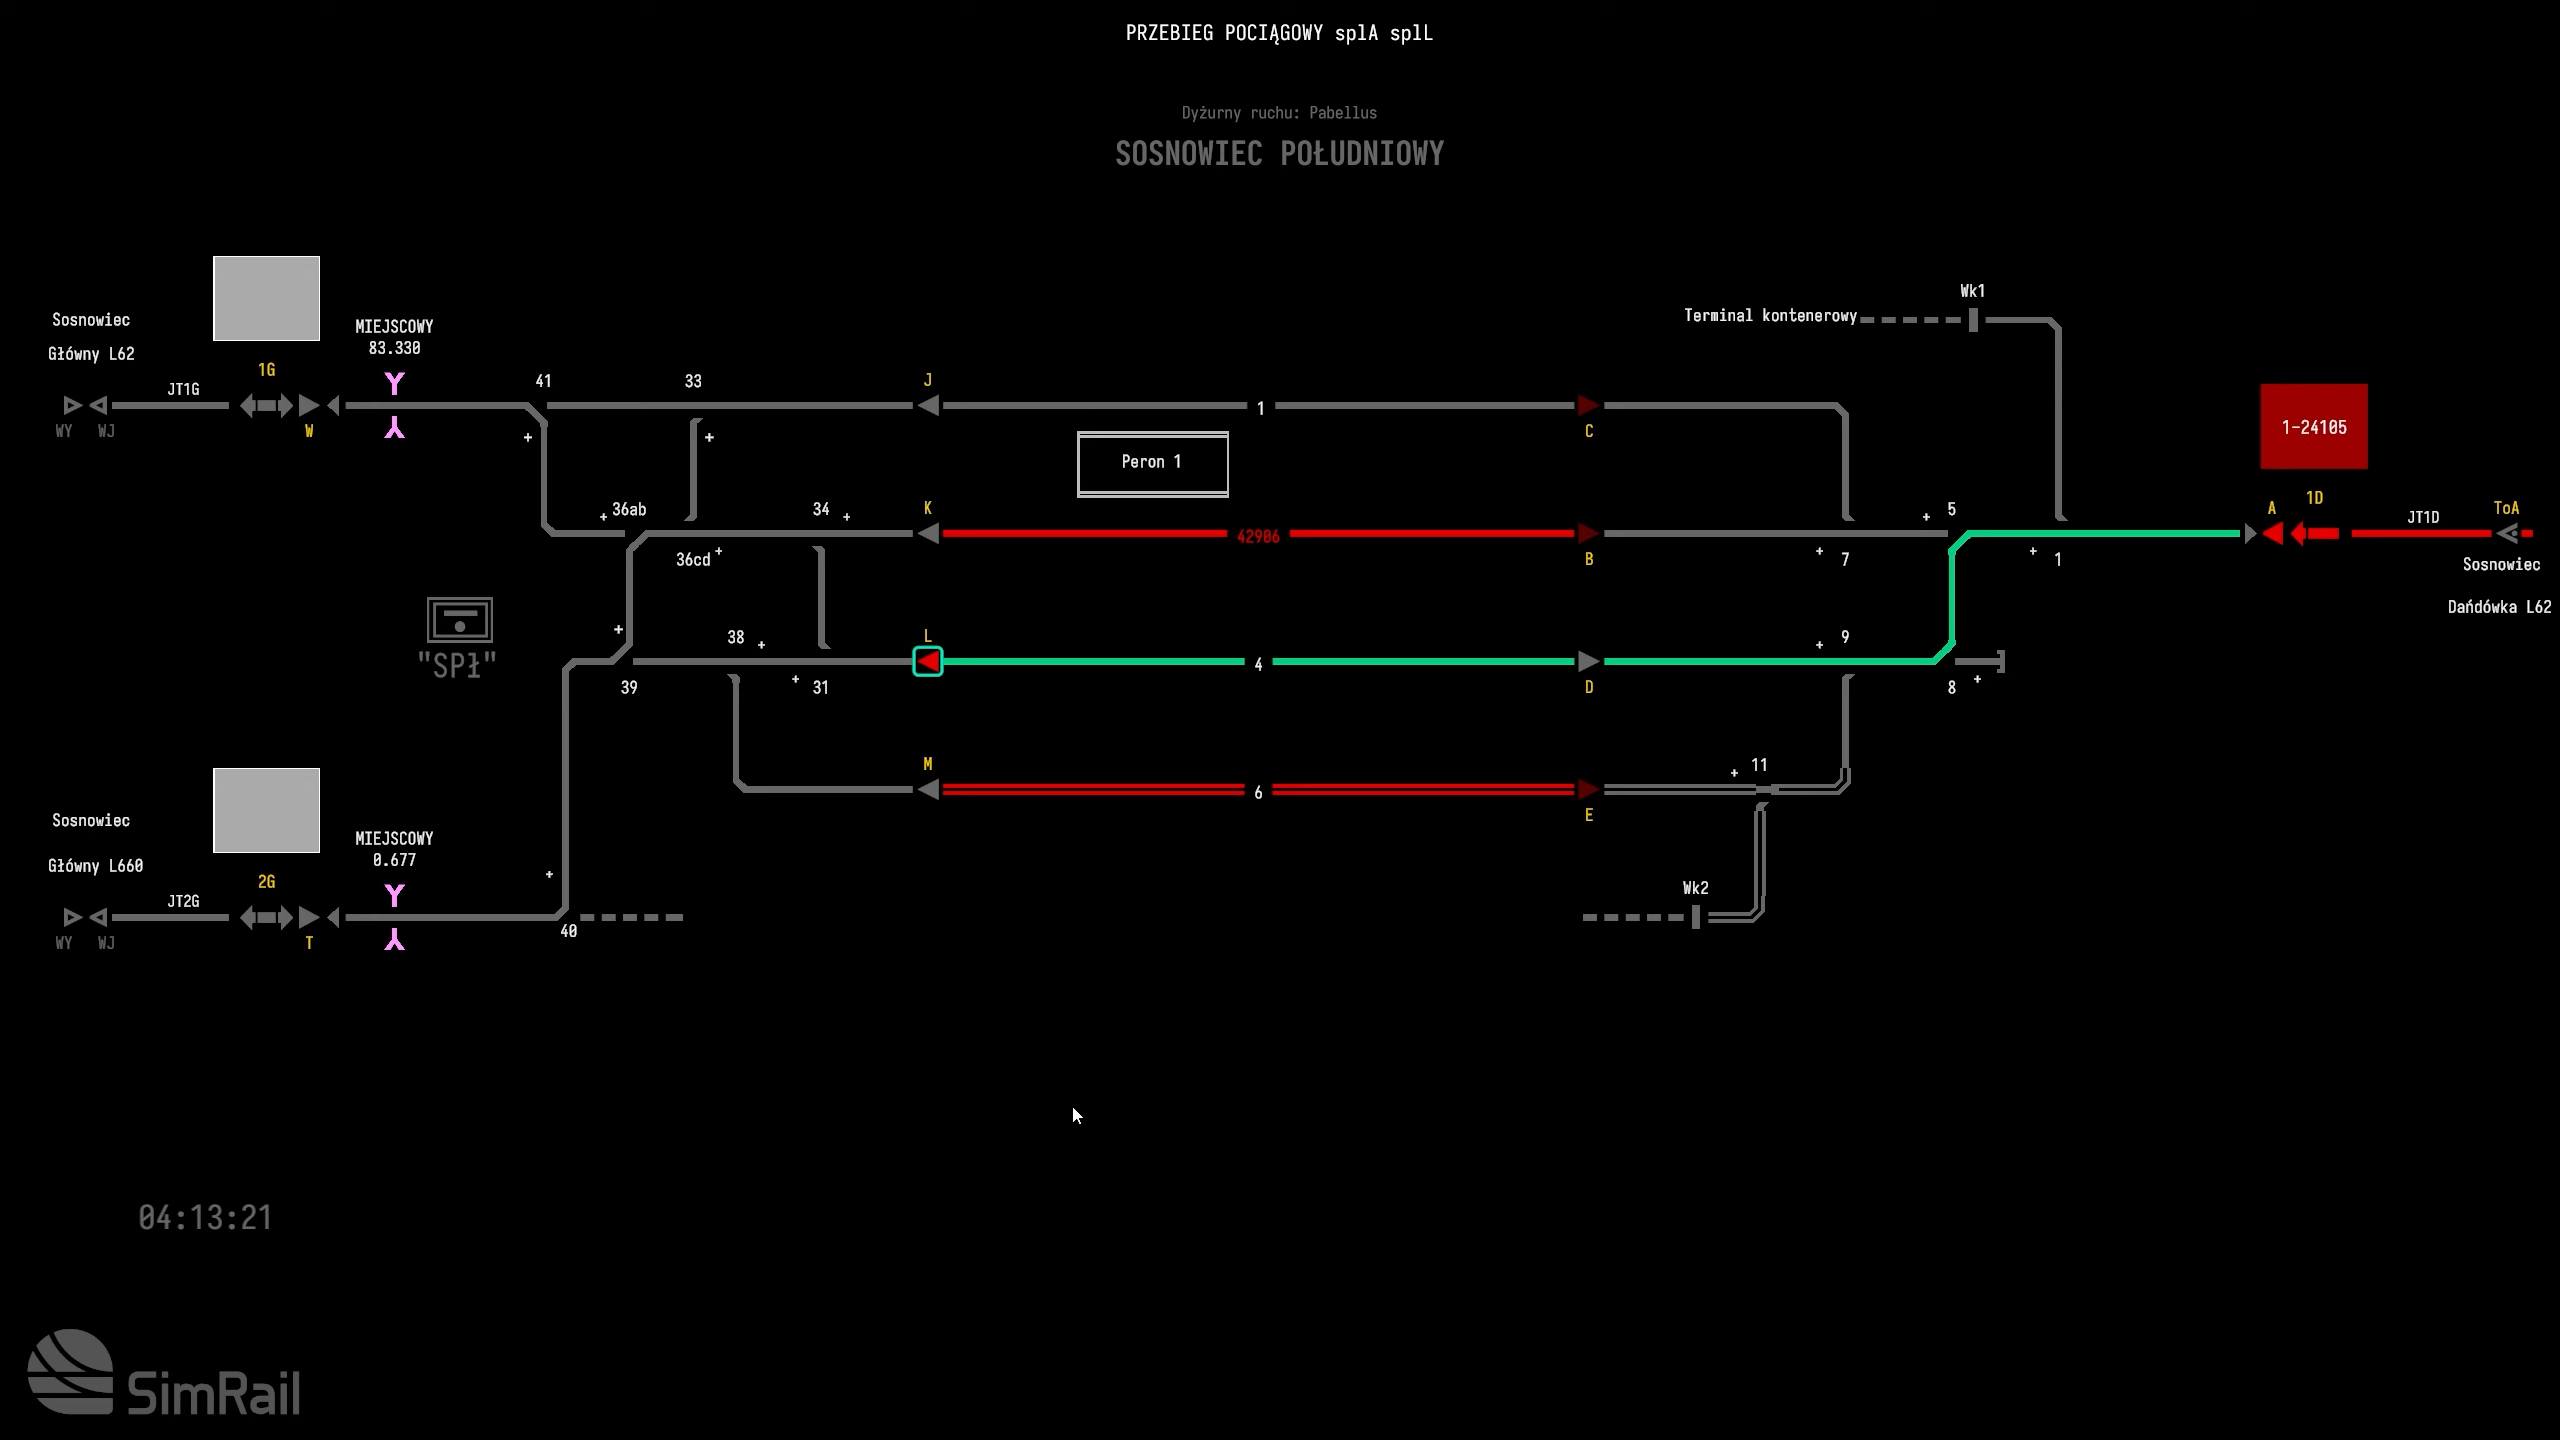 PRZEBIEG POCIĄGOWY splA splL
Dyżurny ruchu: Pabellus
SOSNOWIEC POŁUDNIOWY
Wk1
Terminal kontenerowy
Sosnowiec
Główny L62
MIEJSCOWY
83.330
1G
JT1G
WY WJ
W
41
33
J
+
+
1
C
Peron 1
1-24105
1D
A
JT1D
ToA
Sosnowiec
Dańdówka L62
36ab
+
34
+
K
36cd
+
42906
B
+
5
+
7
+
1
"SPł"
+
39
38
+
+
31
L
4
D
+
9
8
+
M
6
E
+
11
Wk2
Sosnowiec
Główny L660
MIEJSCOWY
0.677
2G
JT2G
WY WJ
T
+
40
04:13:21
SimRail